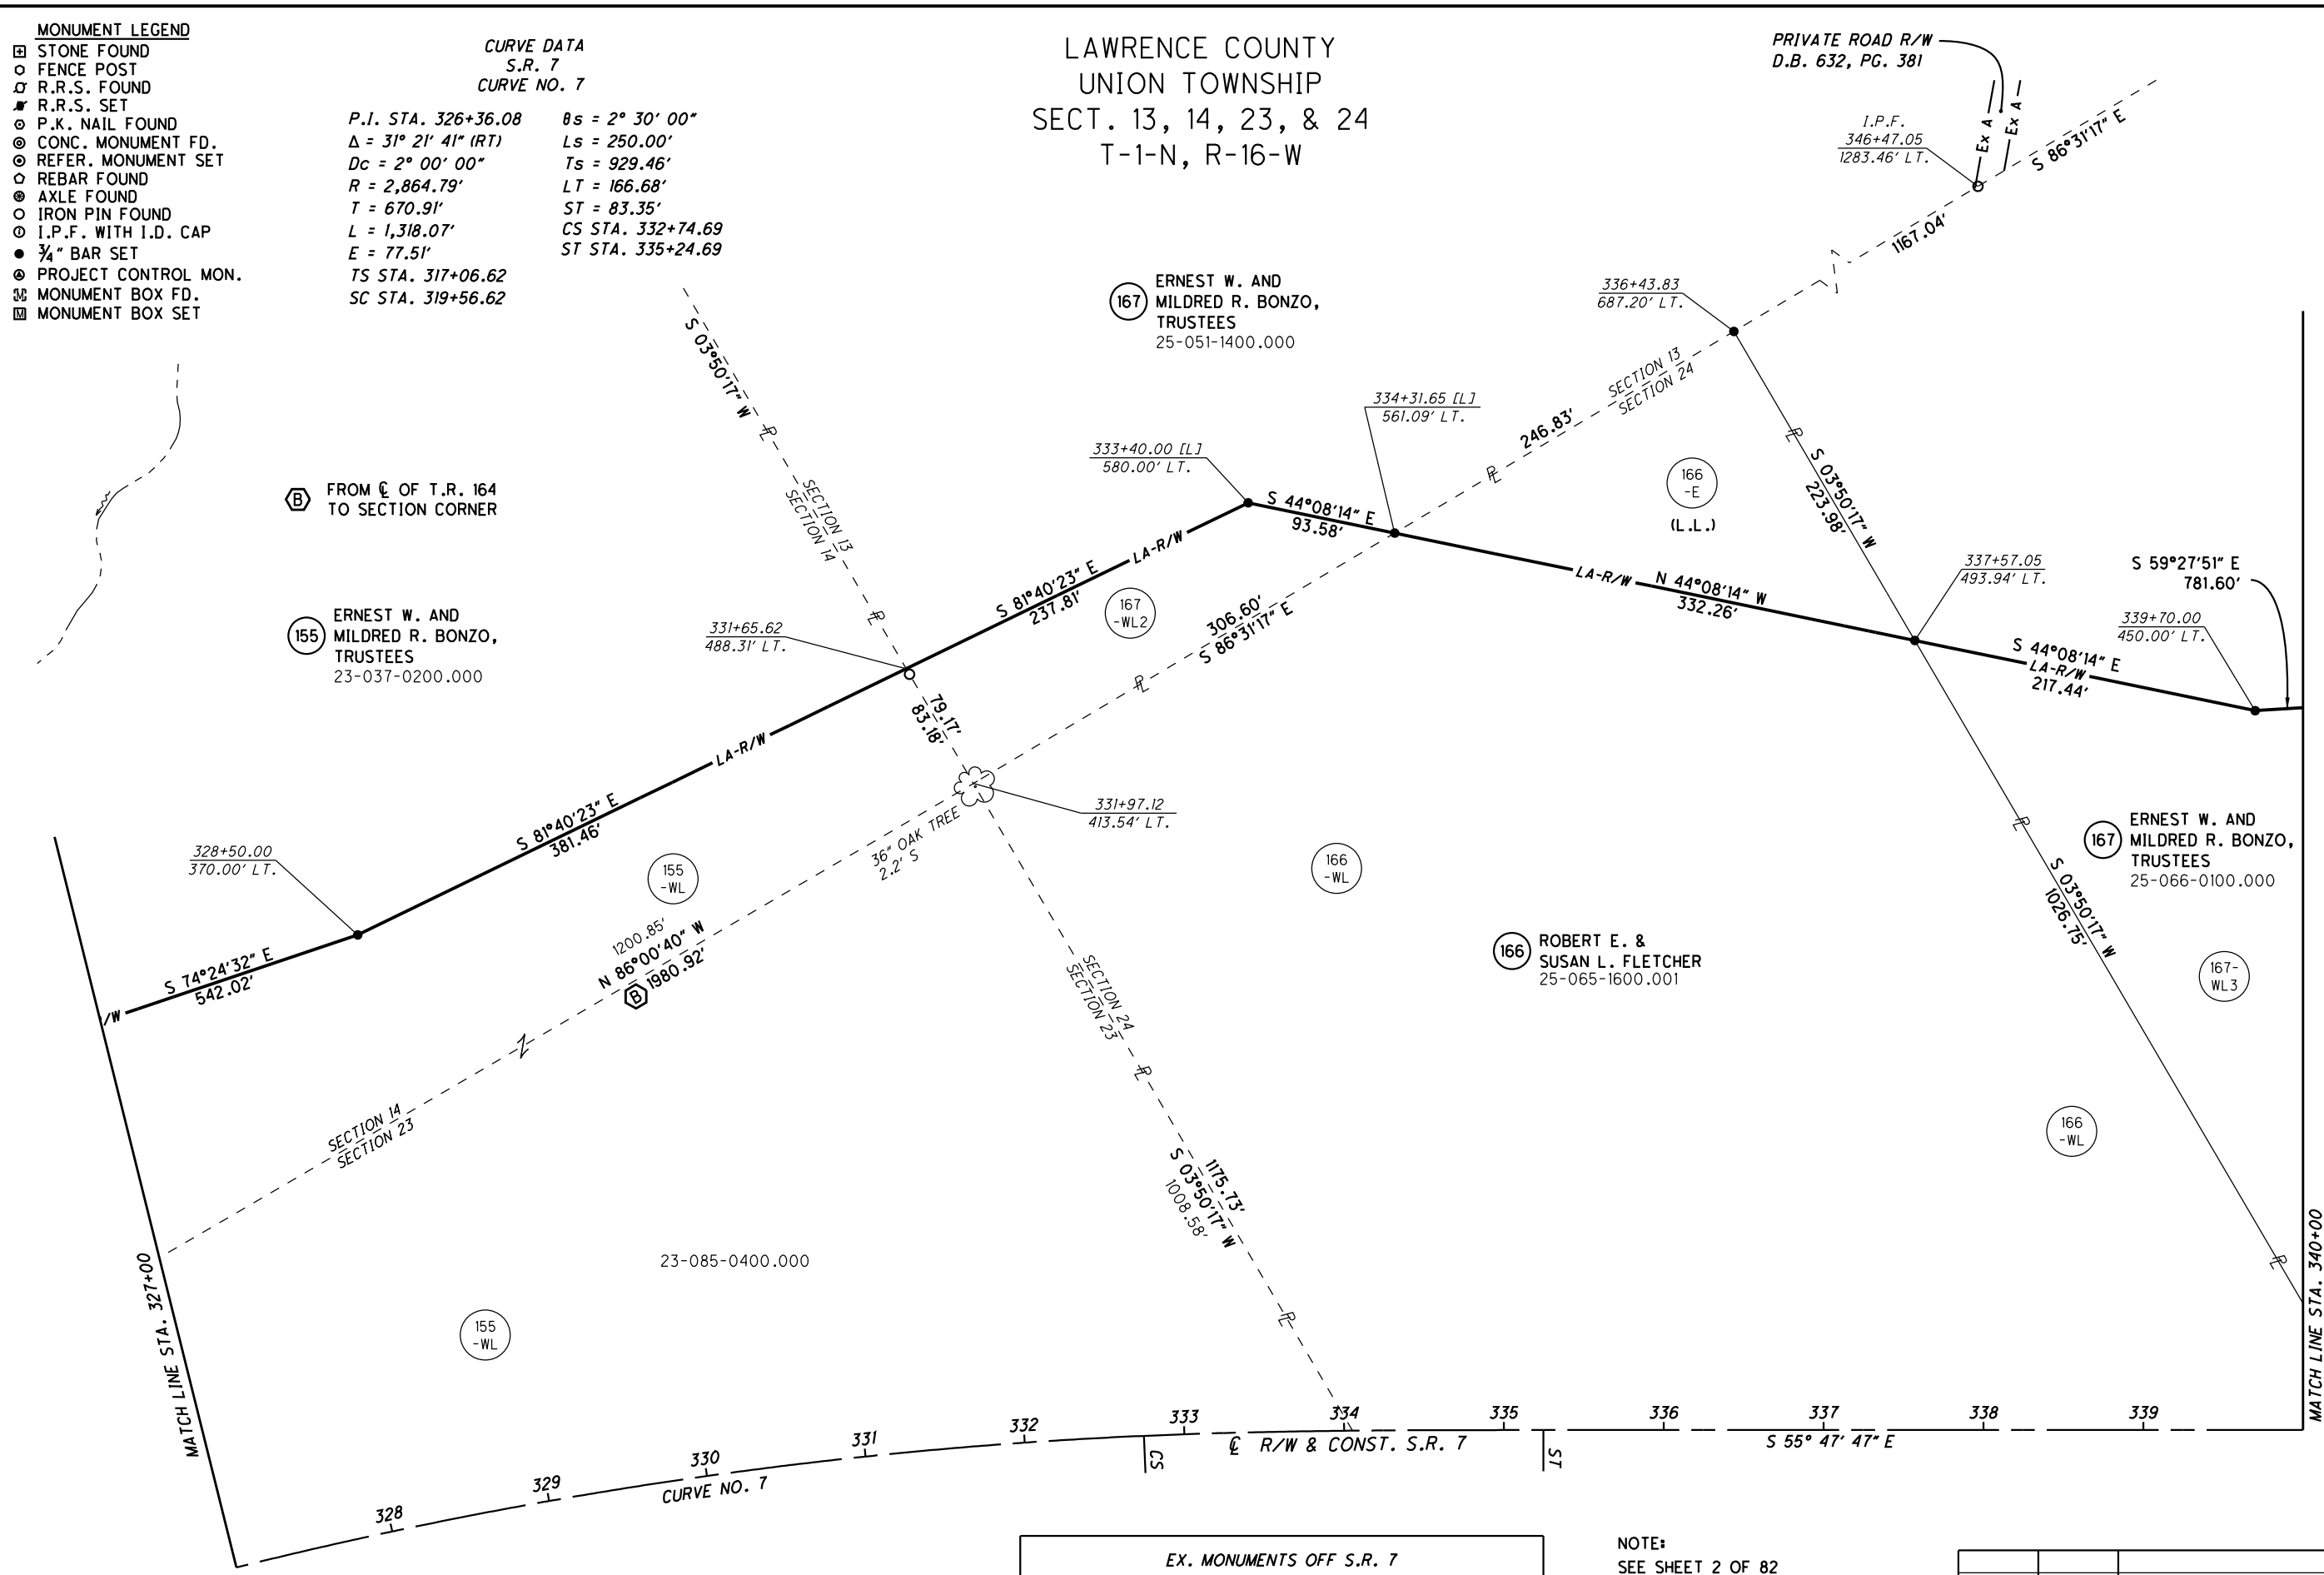 MONUMENT LEGEND
STONE FOUND
FENCE POST
R.R.S. FOUND
R.R.S. SET
P.K. NAIL FOUND
CONC. MONUMENT FD.
REFER. MONUMENT SET
REBAR FOUND
AXLE FOUND
IRON PIN FOUND
I.P.F. WITH I.D. CAP
¾" BAR SET
PROJECT CONTROL MON.
MONUMENT BOX FD.
M MONUMENT BOX SET
CURVE DATA
S.R. 7
CURVE NO. 7
P.I. STA. 326+36.08
Δ = 31° 21' 41" (RT)
Dc = 2° 00' 00"
R = 2,864.79'
T = 670.91'
L = 1,318.07'
E = 77.51'
TS STA. 317+06.62
SC STA. 319+56.62
θs = 2° 30' 00"
Ls = 250.00'
Ts = 929.46'
LT = 166.68'
ST = 83.35'
CS STA. 332+74.69
ST STA. 335+24.69
LAWRENCE COUNTY
UNION TOWNSHIP
SECT. 13, 14, 23, & 24
T-1-N, R-16-W
PRIVATE ROAD R/W
D.B. 632, PG. 381
Ex A
Ex A
I.P.F.
346+47.05
1283.46' LT.
S 86°31'17" E
1167.04'
167
ERNEST W. AND
MILDRED R. BONZO,
TRUSTEES
25-051-1400.000
336+43.83
687.20' LT.
S 03°50'17" W
PL
SECTION 13
SECTION 14
334+31.65 [L]
561.09' LT.
333+40.00 [L]
580.00' LT.
246.83'
PL
SECTION 13
SECTION 24
166
-E
(L.L.)
PL
S 03°50'17" W
223.98'
B
FROM ℄ OF T.R. 164
TO SECTION CORNER
S 44°08'14" E
93.58'
LA-R/W
S 81°40'23" E
237.81'
167
-WL2
306.60'
S 86°31'17" E
PL
LA-R/W
N 44°08'14" W
332.26'
337+57.05
493.94' LT.
S 59°27'51" E
781.60'
339+70.00
450.00' LT.
S 44°08'14" E
LA-R/W
217.44'
155
ERNEST W. AND
MILDRED R. BONZO,
TRUSTEES
23-037-0200.000
331+65.62
488.31' LT.
PL
79.17'
83.18'
LA-R/W
S 81°40'23" E
381.46'
331+97.12
413.54' LT.
36" OAK TREE
2.2' S
328+50.00
370.00' LT.
155
-WL
166
-WL
PL
167
ERNEST W. AND
MILDRED R. BONZO,
TRUSTEES
25-066-0100.000
S 03°50'17" W
1026.75'
S 74°24'32" E
542.02'
/W
1200.85'
N 86°00'40" W
B
1980.92'
166
ROBERT E. &
SUSAN L. FLETCHER
25-065-1600.001
167-
WL3
SECTION 24
SECTION 23
PL
SECTION 14
SECTION 23
166
-WL
1175.73'
S 03°50'17" W
1008.58'
PL
PL
23-085-0400.000
155
-WL
MATCH LINE STA. 327+00
MATCH LINE STA. 340+00
328
329
330
331
332
333
334
335
336
337
338
339
CURVE NO. 7
CS
℄ R/W & CONST. S.R. 7
ST
S 55° 47' 47" E
EX. MONUMENTS OFF S.R. 7
NOTE:
SEE SHEET 2 OF 82